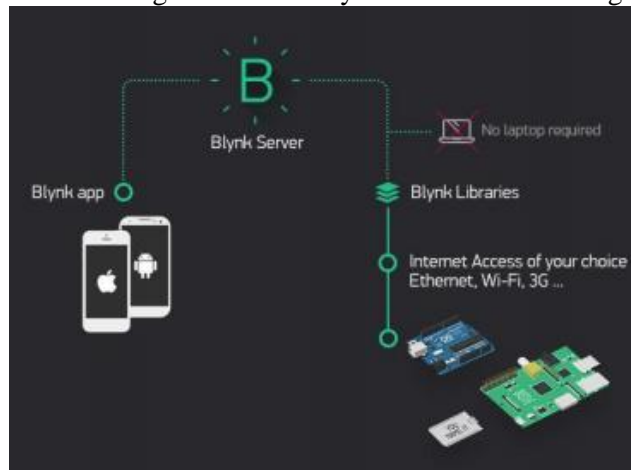 B
Blynk Server
No laptop required
Blynk app
Blynk Libraries
Internet Access of your choice
Ethernet, Wi-Fi, 3G ...